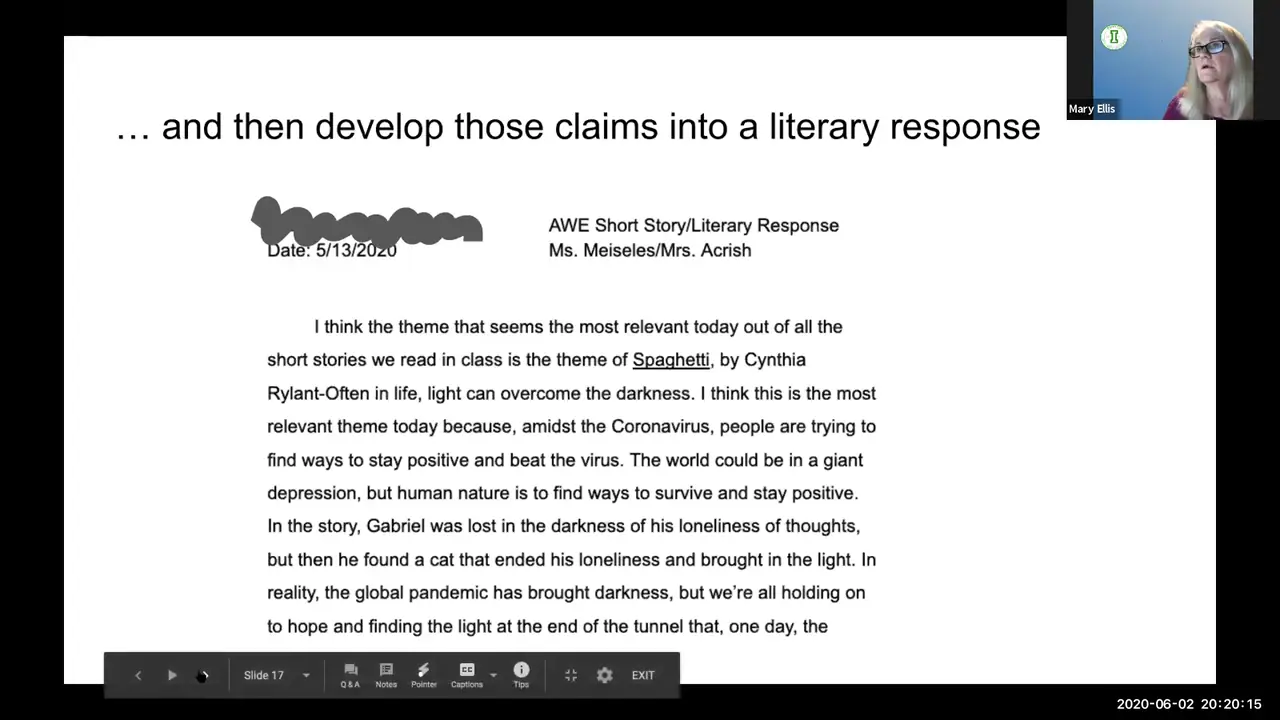 Mary Ellis
… and then develop those claims into a literary response
Date: 5/13/2020
AWE Short Story/Literary Response
Ms. Meiseles/Mrs. Acrish
I think the theme that seems the most relevant today out of all the
short stories we read in class is the theme of Spaghetti, by Cynthia
Rylant-Often in life, light can overcome the darkness. I think this is the most
relevant theme today because, amidst the Coronavirus, people are trying to
find ways to stay positive and beat the virus. The world could be in a giant
depression, but human nature is to find ways to survive and stay positive.
In the story, Gabriel was lost in the darkness of his loneliness of thoughts,
but then he found a cat that ended his loneliness and brought in the light. In
reality, the global pandemic has brought darkness, but we’re all holding on
to hope and finding the light at the end of the tunnel that, one day, the
Slide 17
Q & A
Notes
Pointer
CC
Captions
Tips
EXIT
2020-06-02 20:20:15